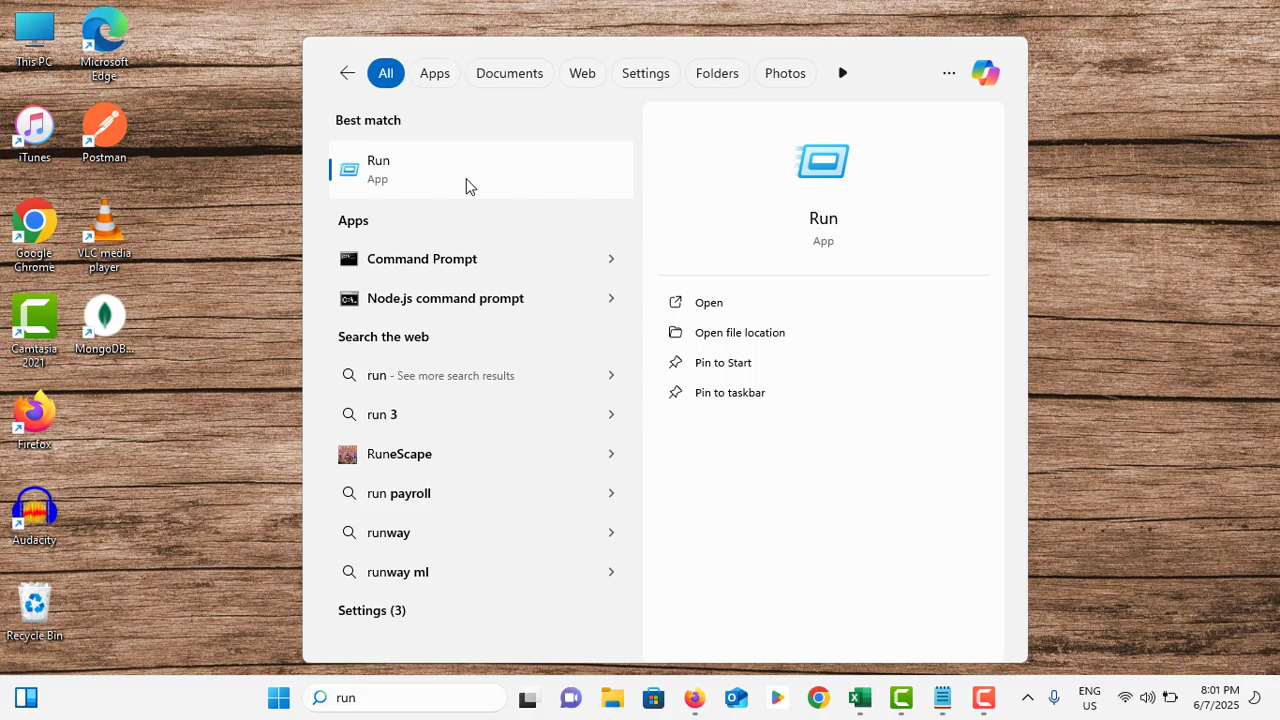 This PC
Microsoft
Edge
iTunes
Postman
Google
Chrome
VLC media
player
Camtasia
2021
MongoDB...
Firefox
Audacity
Recycle Bin
All
Apps
Documents
Web
Settings
Folders
Photos
Best match
Run
App
Apps
Command Prompt
Node.js command prompt
Search the web
run - See more search results
run 3
RuneScape
run payroll
runway
runway ml
Settings (3)
Run
App
Open
Open file location
Pin to Start
Pin to taskbar
run
ENG
US
8:01 PM
6/7/2025